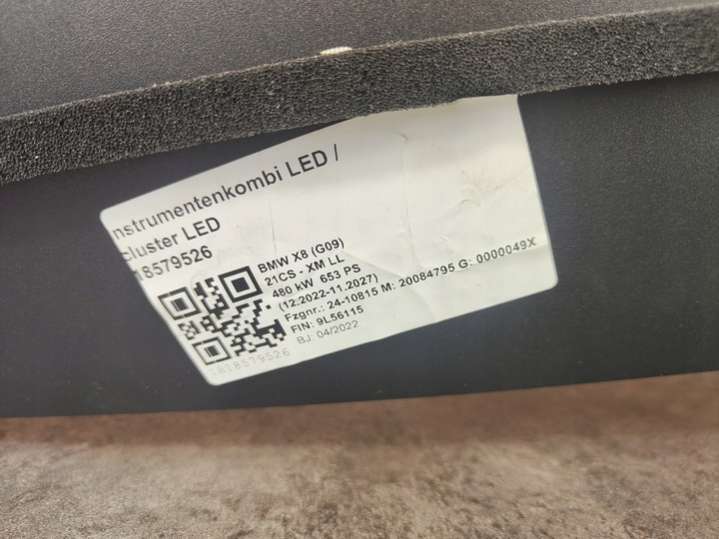 nstrumentenkombi LED /
cluster LED
18579526
BMW X8 (G09)
21CS - XM LL
480 kW 653 PS
(12.2022-11.2027)
Fzgnr.: 24-10815 M: 20084795 G: 0000049X
FIN: 9L56115
BJ: 04/2022
1818579526